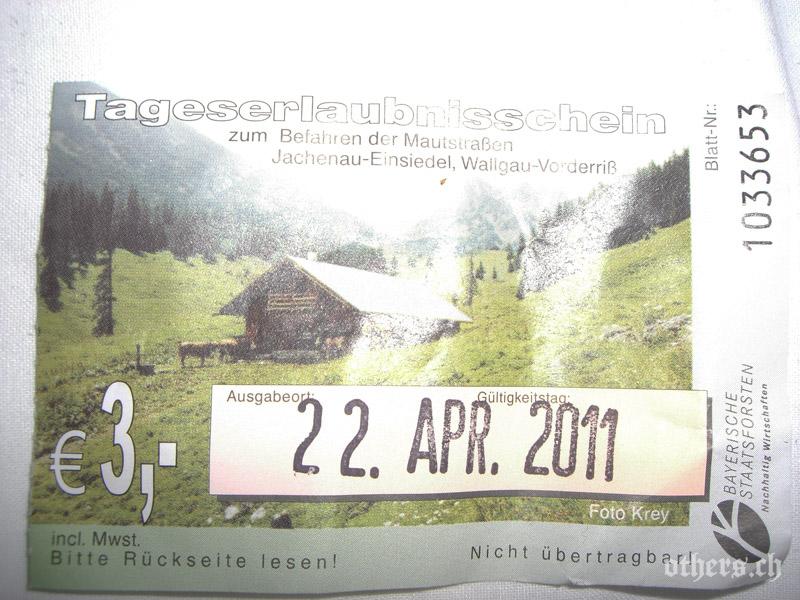 Tageserlaubnisschein
zum Befahren der Mautstraßen
Jachenau-Einsiedel, Wallgau-Vorderriß
Blatt-Nr.:
1033653
Ausgabeort:
Gültigkeitstag:
22. APR. 2011
€ 3,-
Foto Krey
incl. Mwst.
Bitte Rückseite lesen!
Nicht übertragbar!
BAYERISCHE
STAATSFORSTEN
Nachhaltig Wirtschaften
others.ch